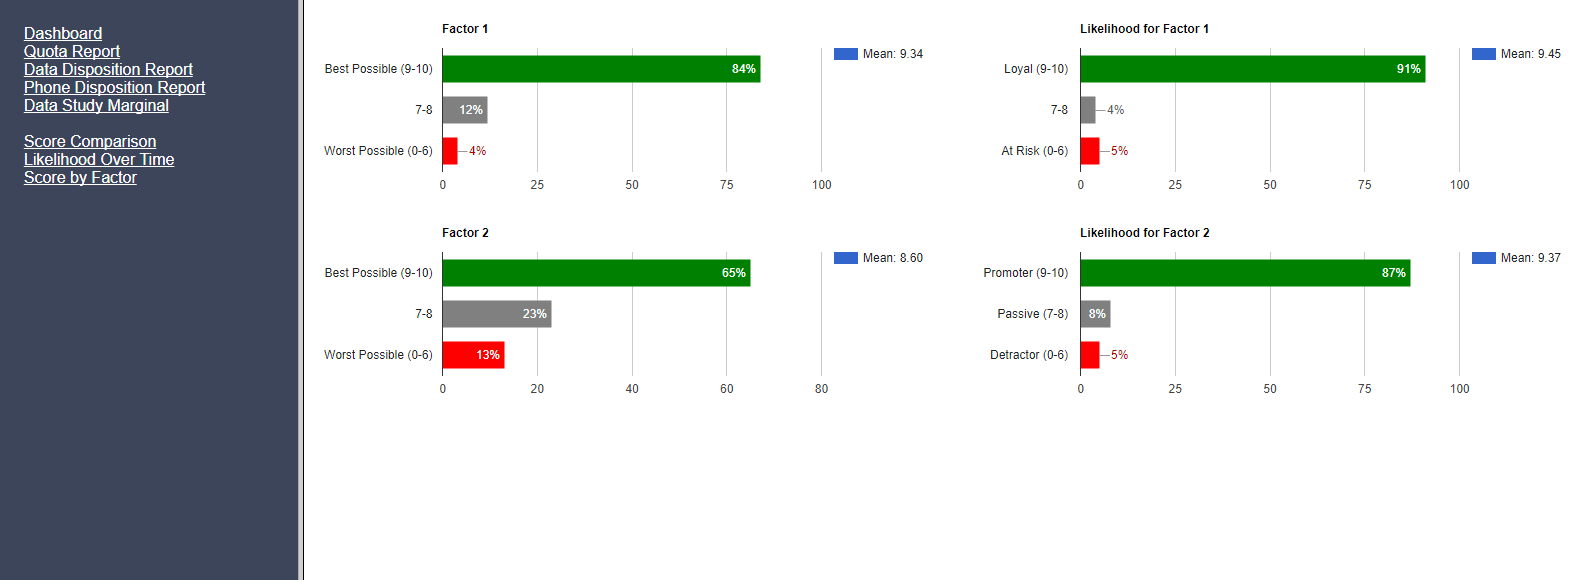 Dashboard
Quota Report
Data Disposition Report
Phone Disposition Report
Data Study Marginal
Score Comparison
Likelihood Over Time
Score by Factor
Factor 1
Mean: 9.34
Best Possible (9-10)
84%
7-8
12%
Worst Possible (0-6)
4%
0 25 50 75 100
Likelihood for Factor 1
Mean: 9.45
Loyal (9-10)
91%
7-8
4%
At Risk (0-6)
5%
0 25 50 75 100
Factor 2
Mean: 8.60
Best Possible (9-10)
65%
7-8
23%
Worst Possible (0-6)
13%
0 20 40 60 80
Likelihood for Factor 2
Mean: 9.37
Promoter (9-10)
87%
Passive (7-8)
8%
Detractor (0-6)
5%
0 25 50 75 100